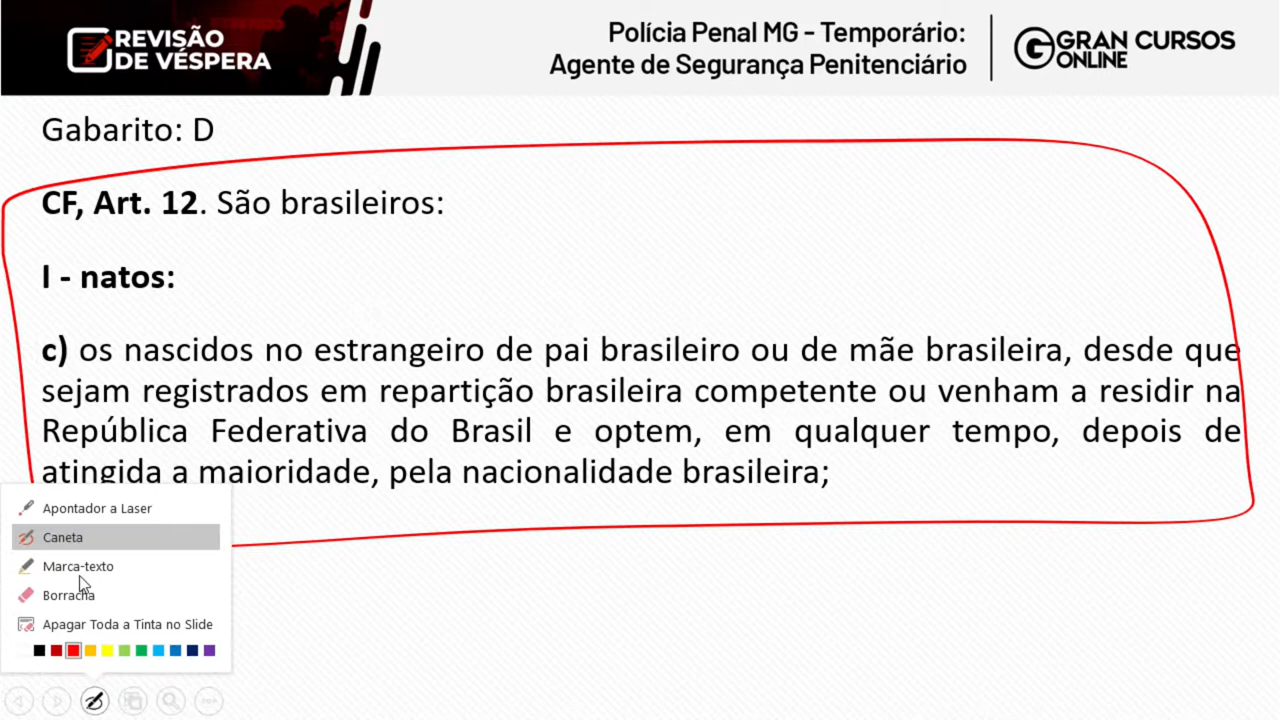 REVISÃO
DE VÉSPERA
Polícia Penal MG - Temporário:
Agente de Segurança Penitenciário
GRAN CURSOS
ONLINE
Gabarito: D
CF, Art. 12. São brasileiros:
I - natos:
c) os nascidos no estrangeiro de pai brasileiro ou de mãe brasileira, desde que
sejam registrados em repartição brasileira competente ou venham a residir na
República Federativa do Brasil e optem, em qualquer tempo, depois de
atingida a maioridade, pela nacionalidade brasileira;
Apontador a Laser
Caneta
Marca-texto
Borracha
Apagar Toda a Tinta no Slide